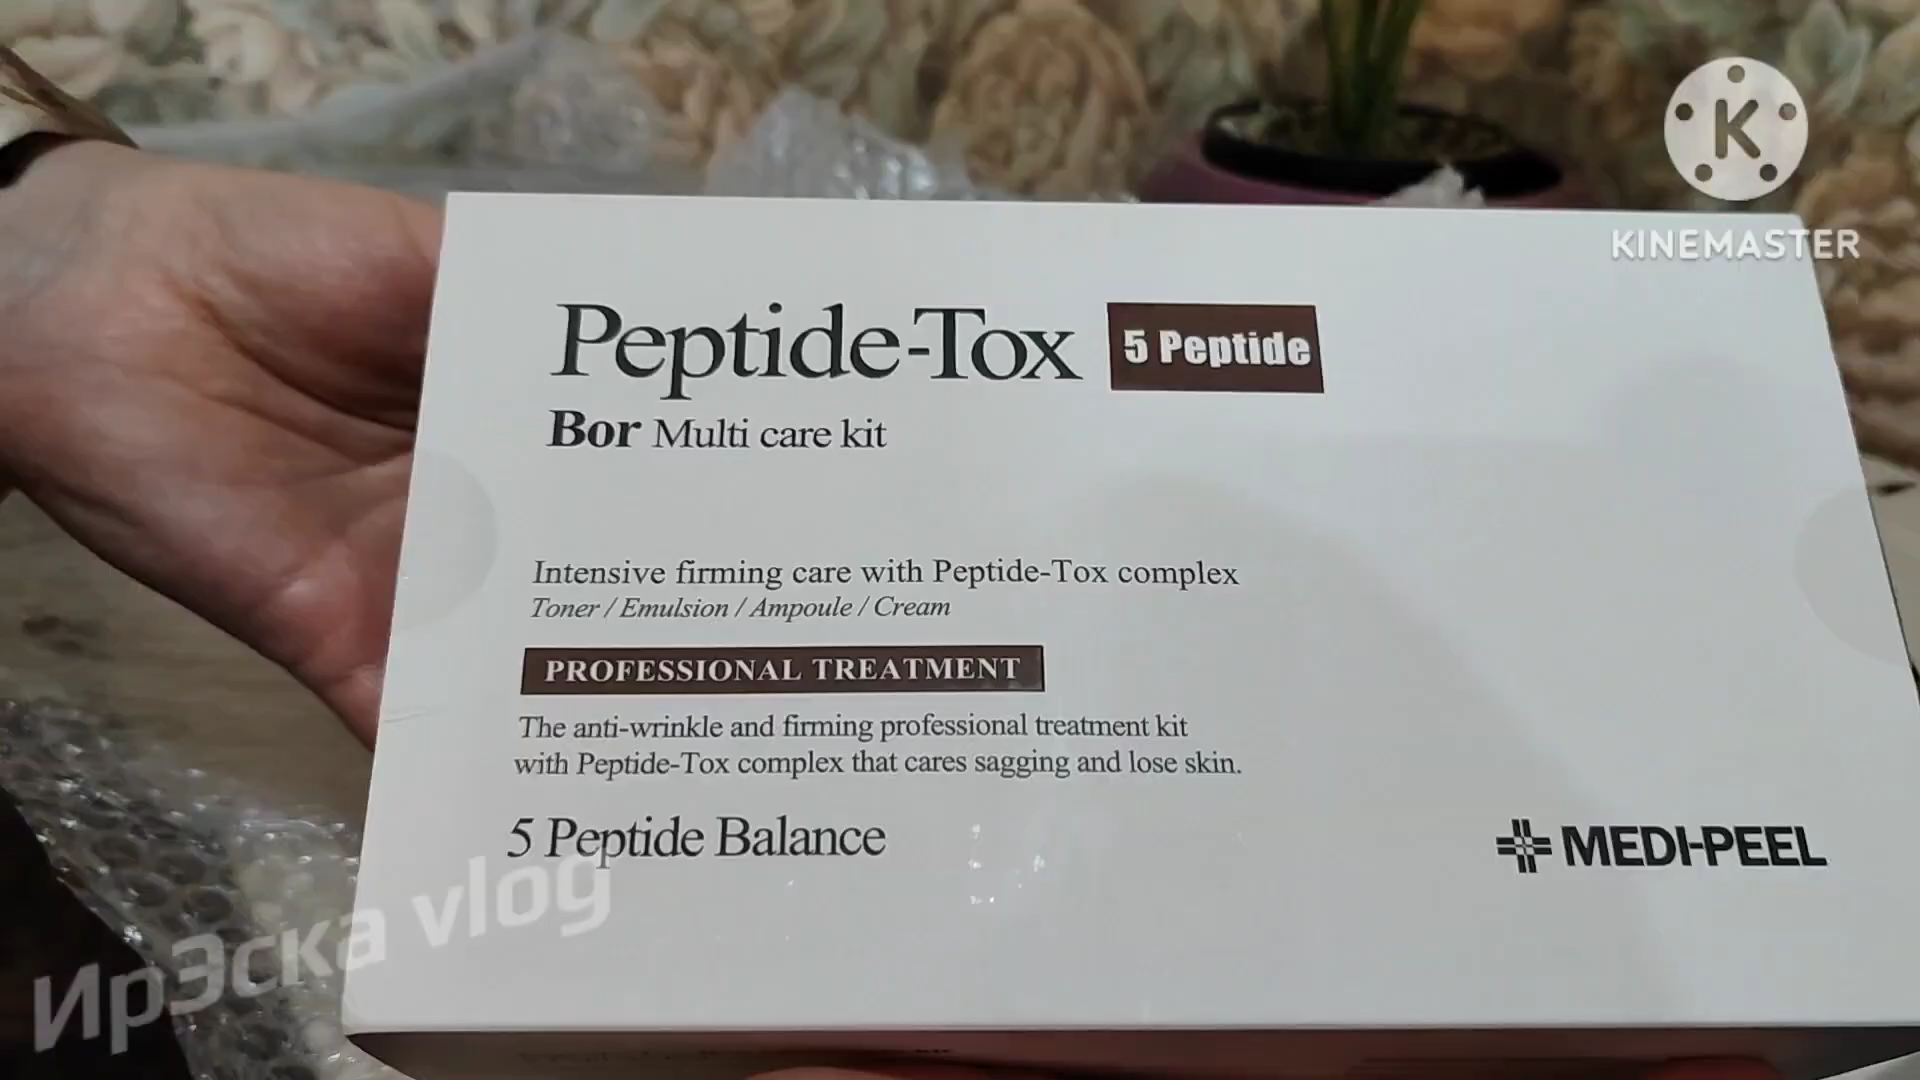 K
KINEMASTER
Peptide-Tox 5 Peptide
Bor Multi care kit
Intensive firming care with Peptide-Tox complex
Toner / Emulsion / Ampoule / Cream
PROFESSIONAL TREATMENT
The anti-wrinkle and firming professional treatment kit
with Peptide-Tox complex that cares sagging and lose skin.
5 Peptide Balance
MEDI-PEEL
ИрЭска vlog